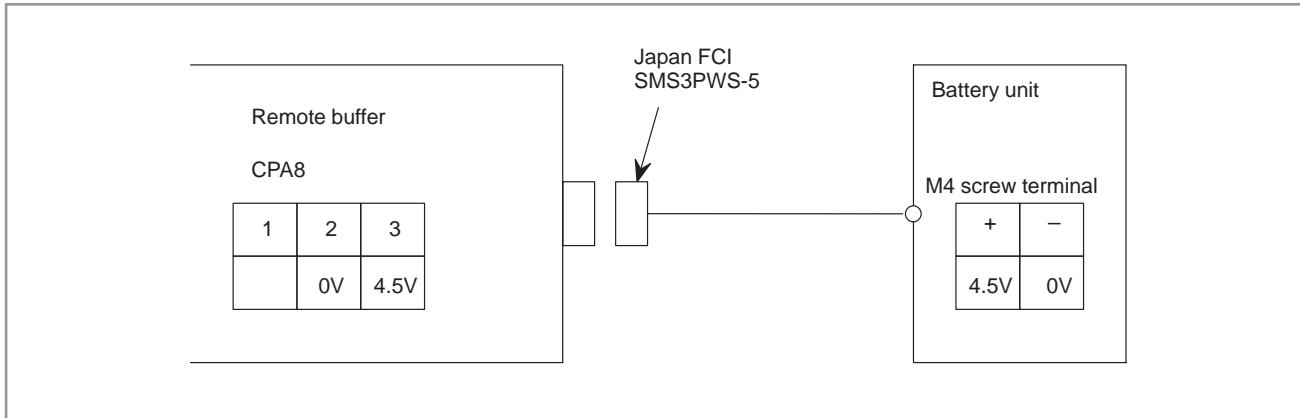 Japan FCI
SMS3PWS-5
Remote buffer
CPA8
1 2 3
0V 4.5V
Battery unit
M4 screw terminal
+ –
4.5V 0V